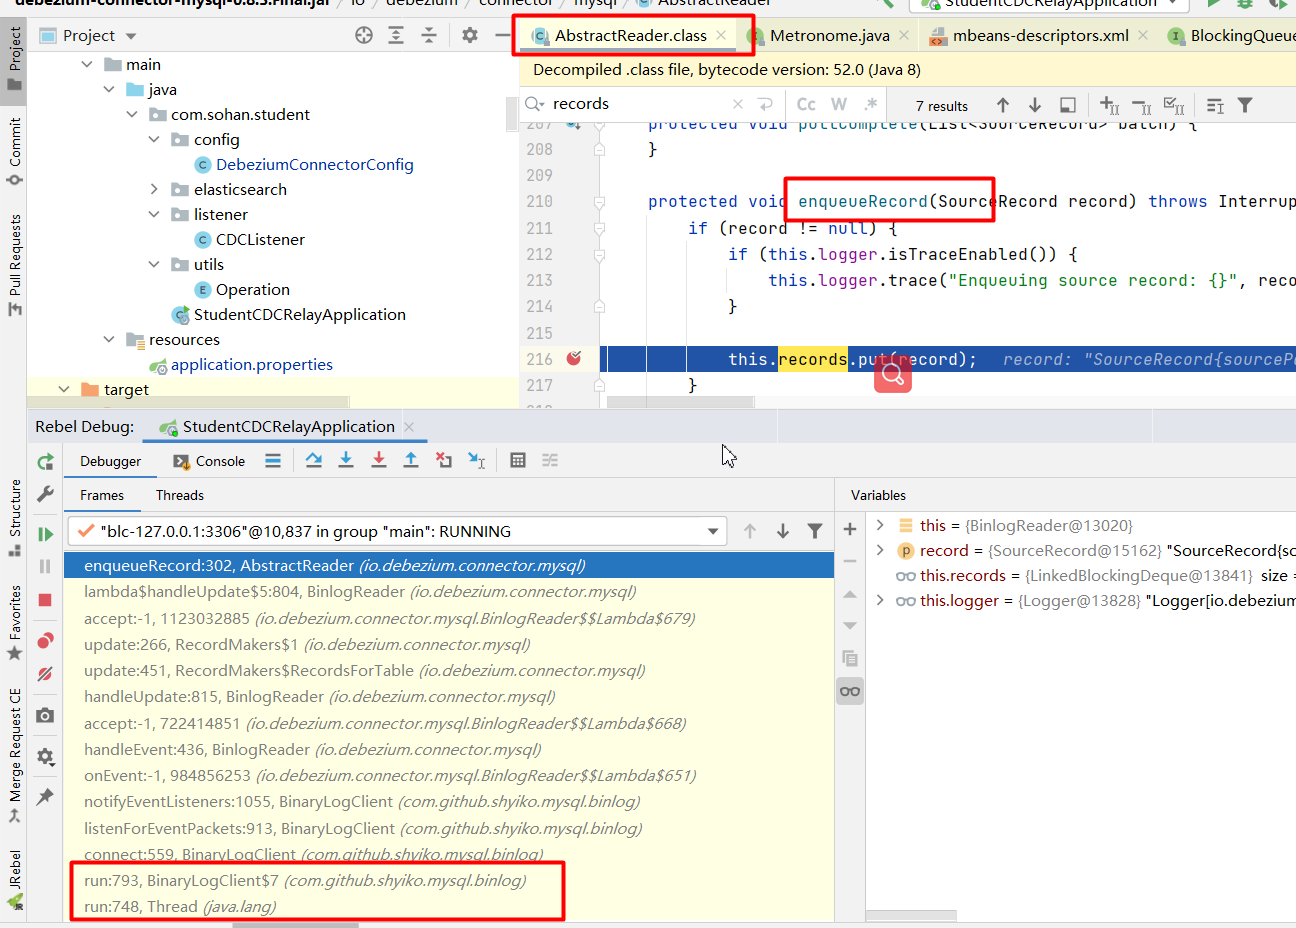 debezium-connector-mysql-0.8.3.Final.jar / io / debezium / connector / mysql / AbstractReader
StudentCDCRelayApplication
Project
AbstractReader.class
Metronome.java
mbeans-descriptors.xml
BlockingQueue
Decompiled .class file, bytecode version: 52.0 (Java 8)
records
Cc W .*
7 results
main
java
com.sohan.student
config
DebeziumConnectorConfig
elasticsearch
listener
CDCListener
utils
Operation
StudentCDCRelayApplication
resources
application.properties
target
207 protected void pollComplete(List<SourceRecord> batch) {
208 }
209
210 protected void enqueueRecord(SourceRecord record) throws Interrup
211 if (record != null) {
212 if (this.logger.isTraceEnabled()) {
213 this.logger.trace("Enqueuing source record: {}", reco
214 }
215
216 this.records.put(record); record: "SourceRecord{sourcePa
217 }
Project
Commit
Pull Requests
Structure
Favorites
Merge Request CE
JRebel
Rebel Debug: StudentCDCRelayApplication
Debugger
Console
Frames
Threads
Variables
"blc-127.0.0.1:3306"@10,837 in group "main": RUNNING
enqueueRecord:302, AbstractReader (io.debezium.connector.mysql)
lambda$handleUpdate$5:804, BinlogReader (io.debezium.connector.mysql)
accept:-1, 1123032885 (io.debezium.connector.mysql.BinlogReader$$Lambda$679)
update:266, RecordMakers$1 (io.debezium.connector.mysql)
update:451, RecordMakers$RecordsForTable (io.debezium.connector.mysql)
handleUpdate:815, BinlogReader (io.debezium.connector.mysql)
accept:-1, 722414851 (io.debezium.connector.mysql.BinlogReader$$Lambda$668)
handleEvent:436, BinlogReader (io.debezium.connector.mysql)
onEvent:-1, 984856253 (io.debezium.connector.mysql.BinlogReader$$Lambda$651)
notifyEventListeners:1055, BinaryLogClient (com.github.shyiko.mysql.binlog)
listenForEventPackets:913, BinaryLogClient (com.github.shyiko.mysql.binlog)
connect:559, BinaryLogClient (com.github.shyiko.mysql.binlog)
run:793, BinaryLogClient$7 (com.github.shyiko.mysql.binlog)
run:748, Thread (java.lang)
this = {BinlogReader@13020}
record = {SourceRecord@15162} "SourceRecord{so
this.records = {LinkedBlockingDeque@13841} size =
this.logger = {Logger@13828} "Logger[io.debezium